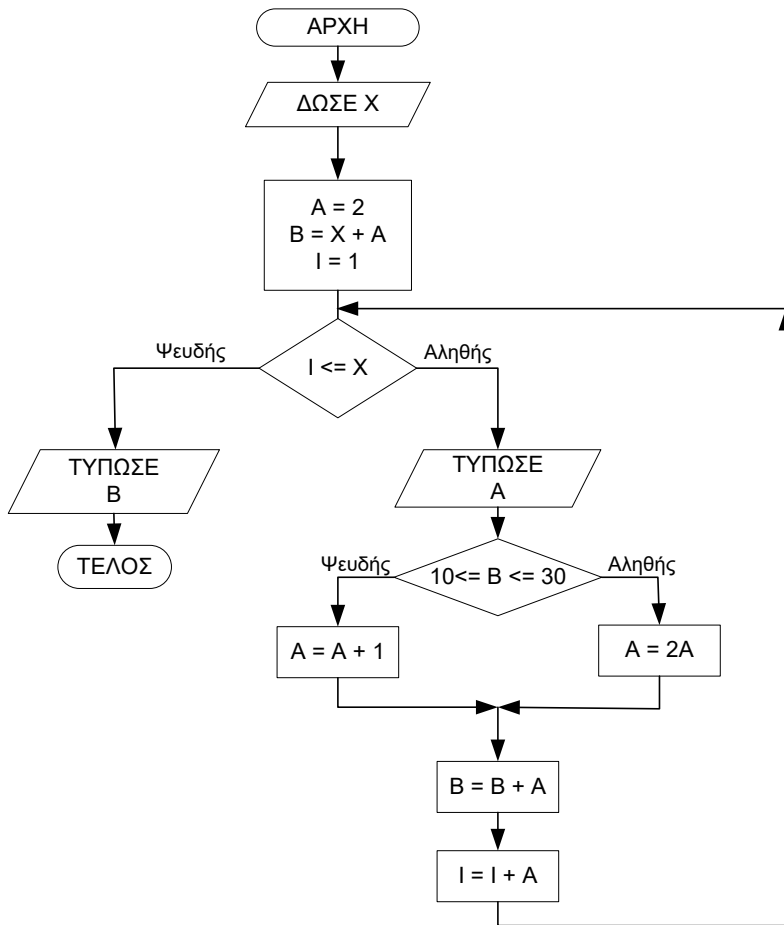 ΑΡΧΗ
ΔΩΣΕ Χ
Α = 2
Β = Χ + Α
Ι = 1
Ψευδής
Ι <= Χ
Αληθής
ΤΥΠΩΣΕ
Β
ΤΥΠΩΣΕ
Α
ΤΕΛΟΣ
Ψευδής
10<= Β <= 30
Αληθής
Α = Α + 1
Α = 2Α
Β = Β + Α
Ι = Ι + Α